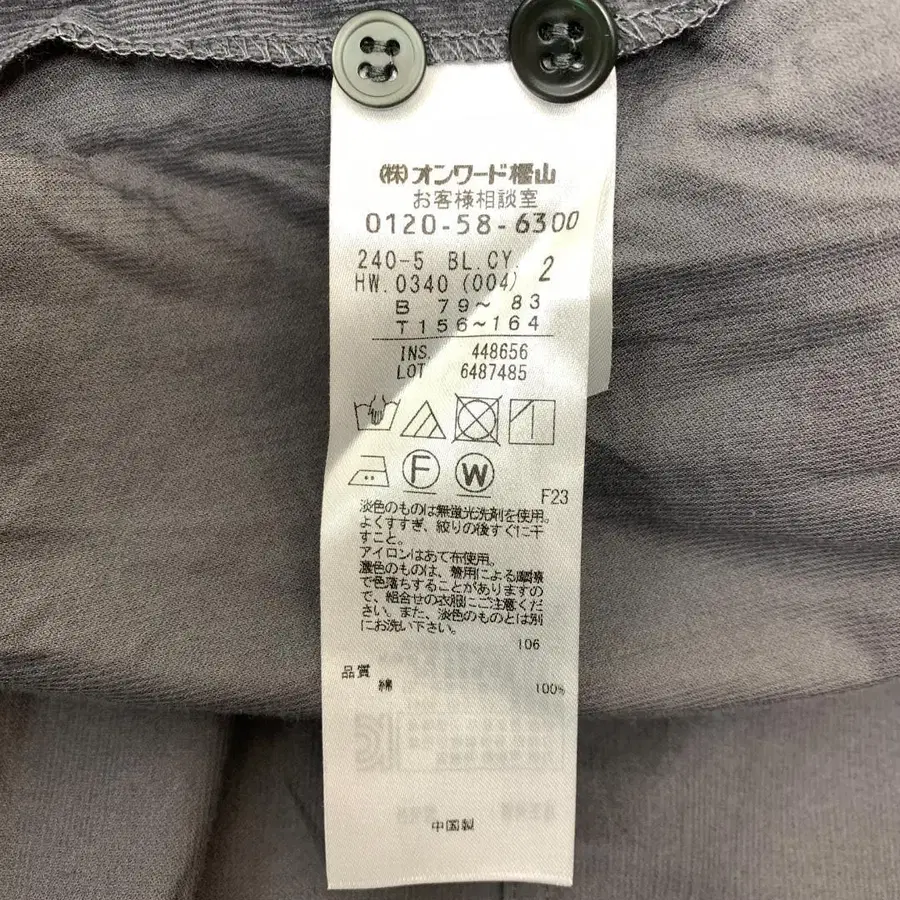 ㈱オンワード樫山
お客様相談室
0120-58-6300
240-5 BL.CY
HW.0340 (004) 2
B 79~ 83
T156~164
INS. 448656
LOT 6487485
F
W
F23
淡色のものは無蛍光洗剤を使用。
よくすすぎ、絞りの後すぐに干
すこと。
アイロンはあて布使用。
濃色のものは、着用による摩擦
で色落ちすることがありますの
で、組合せの衣服にご注意くだ
さい。また、淡色のものとは別
にお洗い下さい。
106
品質
綿 100%
中国製